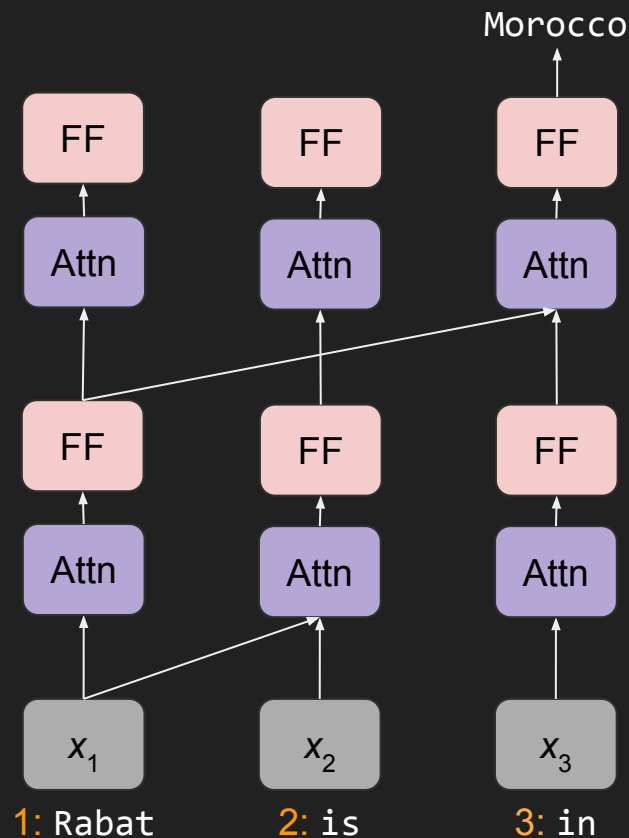 Morocco
FF FF FF
Attn Attn Attn
FF FF FF
Attn Attn Attn
x₁ x₂ x₃
1: Rabat 2: is 3: in